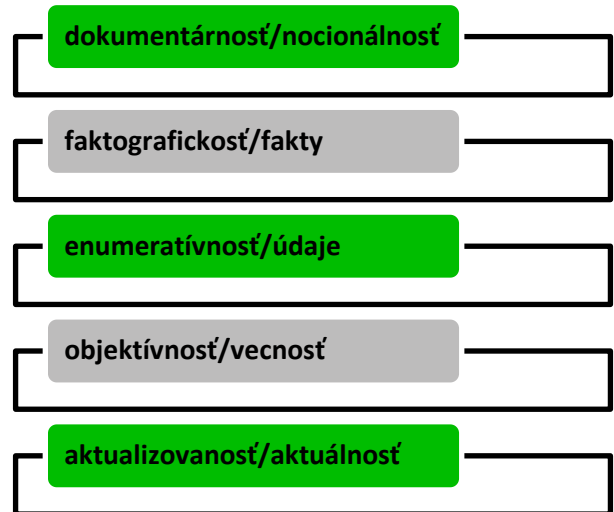 dokumentárnosť/nocionálnosť
faktografickosť/fakty
enumeratívnosť/údaje
objektívnosť/vecnosť
aktualizovanosť/aktuálnosť